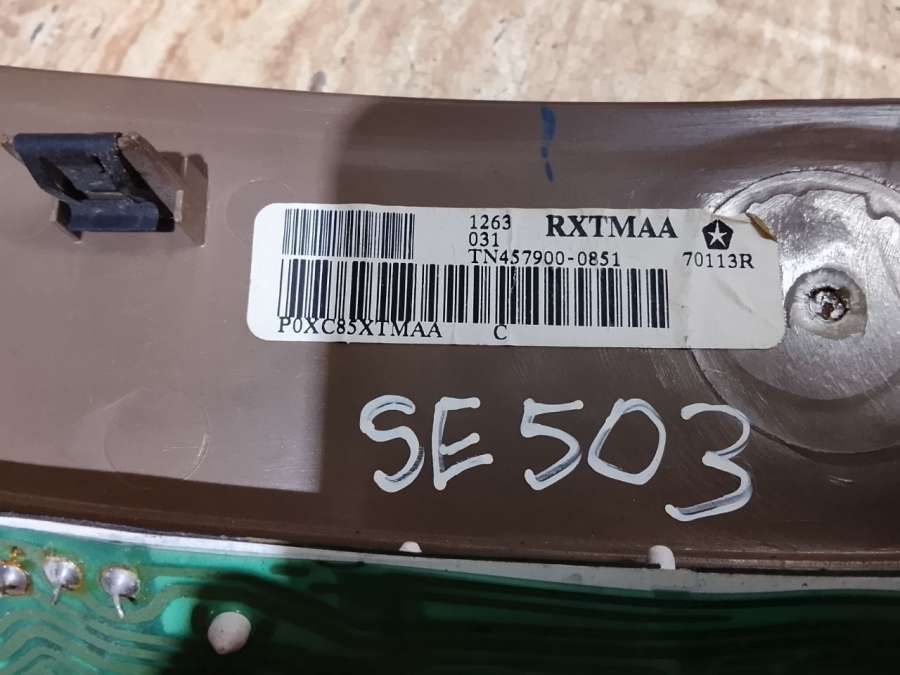 1263 RXTMAA
031
TN457900-0851 70113R
P0XC85XTMAA C
SE503